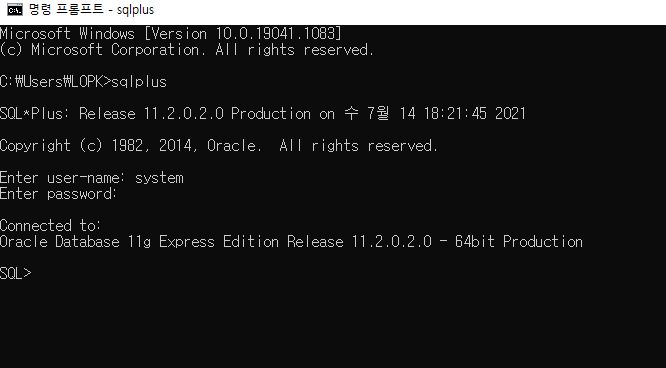 명령 프롬프트 - sqlplus
Microsoft Windows [Version 10.0.19041.1083]
(c) Microsoft Corporation. All rights reserved.
C:₩Users₩LOPK>sqlplus
SQL*Plus: Release 11.2.0.2.0 Production on 수 7월 14 18:21:45 2021
Copyright (c) 1982, 2014, Oracle.  All rights reserved.
Enter user-name: system
Enter password:
Connected to:
Oracle Database 11g Express Edition Release 11.2.0.2.0 - 64bit Production
SQL>